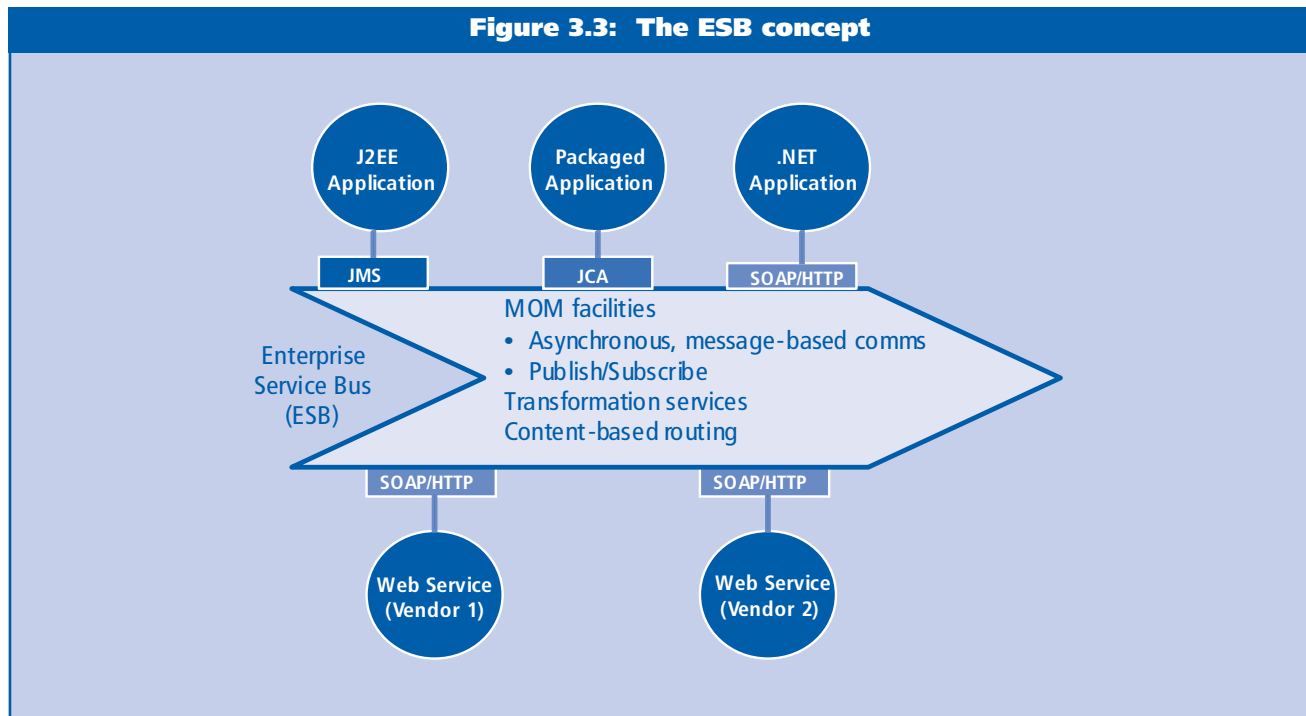 Figure 3.3: The ESB concept
J2EE
Application
Packaged
Application
.NET
Application
JMS
JCA
SOAP/HTTP
Enterprise
Service Bus
(ESB)
MOM facilities
• Asynchronous, message-based comms
• Publish/Subscribe
Transformation services
Content-based routing
SOAP/HTTP
SOAP/HTTP
Web Service
(Vendor 1)
Web Service
(Vendor 2)